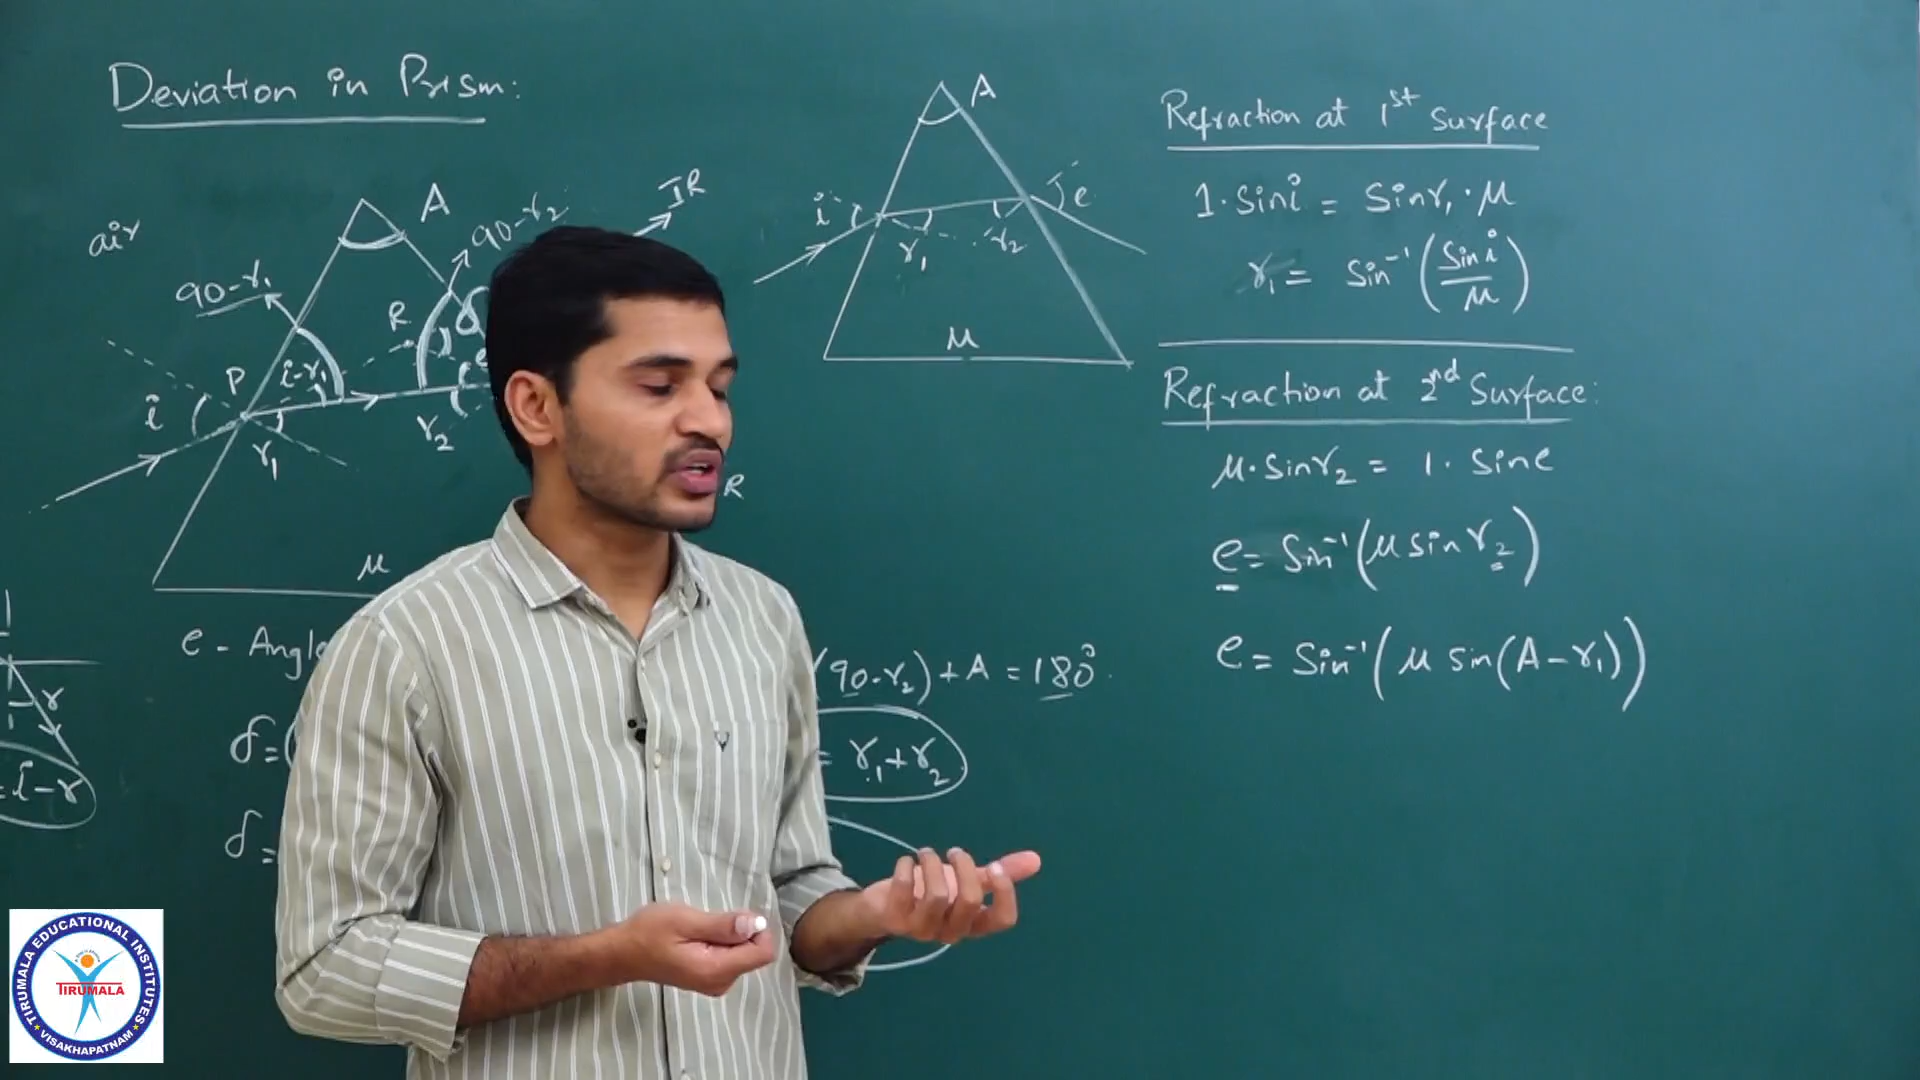 Deviation in Prism:
air
A
90-r₁
90-r₂
IR
R
δ
P
i-r₁
e
i
r₁
r₂
R
μ
A
i
r₁
r₂
e
μ
Refraction at 1st Surface
1·Sini = Sinr₁·μ
r₁ = Sin⁻¹(Sini/μ)
Refraction at 2nd Surface:
μ·Sinr₂ = 1·Sine
e = Sin⁻¹(μ sin r₂)
e = Sin⁻¹(μ sin(A-r₁))
e - Angle
(90-r₂)+A = 180°
δ=(
= r₁+r₂
δ=
r
=i-r
TIRUMALA EDUCATIONAL INSTITUTES
TIRUMALA
VISAKHAPATNAM